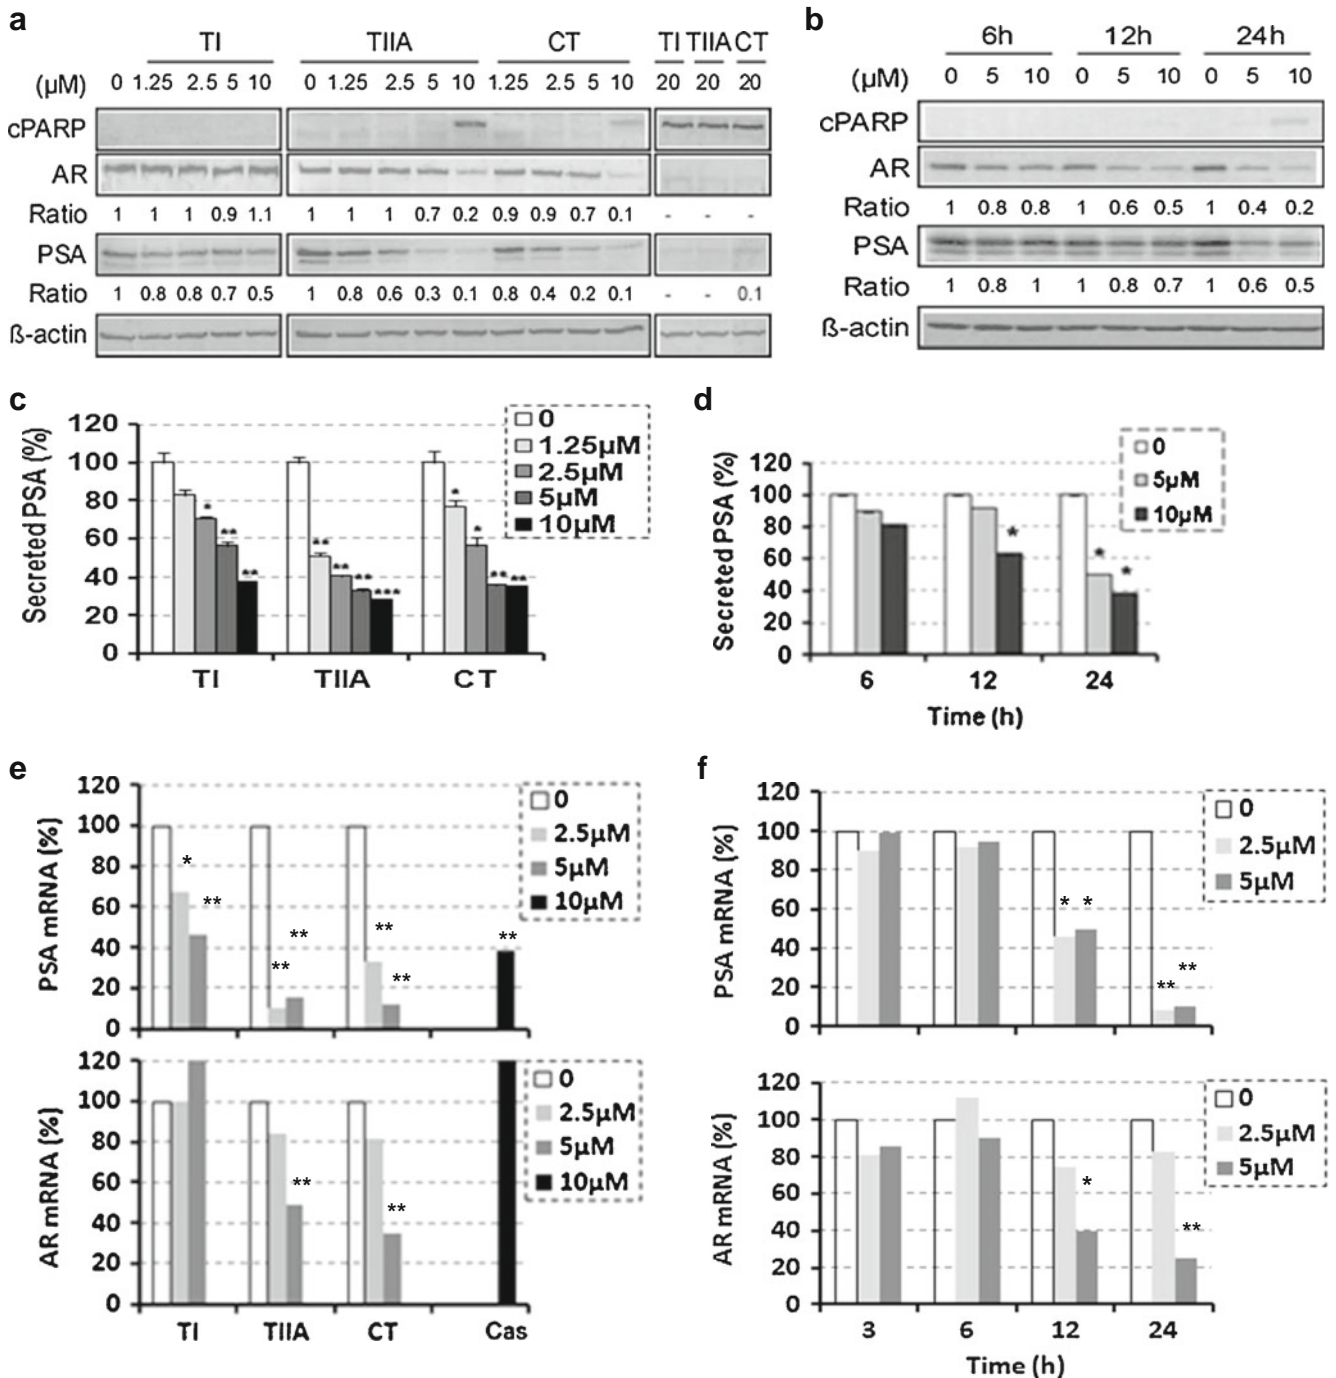 a
TI TIIA CT TI TIIA CT
(µM) 0 1.25 2.5 5 10 0 1.25 2.5 5 10 1.25 2.5 5 10 20 20 20
cPARP
AR
Ratio 1 1 1 0.9 1.1 1 1 1 0.7 0.2 0.9 0.9 0.7 0.1 - - -
PSA
Ratio 1 0.8 0.8 0.7 0.5 1 0.8 0.6 0.3 0.1 0.8 0.4 0.2 0.1 - - 0.1
ß-actin
b
6h 12h 24h
(µM) 0 5 10 0 5 10 0 5 10
cPARP
AR
Ratio 1 0.8 0.8 1 0.6 0.5 1 0.4 0.2
PSA
Ratio 1 0.8 1 1 0.8 0.7 1 0.6 0.5
ß-actin
c
Secreted PSA (%)
120
100
80
60
40
20
0
* ** **
** ** ** ***
* * ** **
TI TIIA CT
0
1.25µM
2.5µM
5µM
10µM
d
Secreted PSA (%)
120
100
80
60
40
20
0
* * *
6 12 24
Time (h)
0
5µM
10µM
e
PSA mRNA (%)
120
100
80
60
40
20
0
* ** ** ** ** ** **
0
2.5µM
5µM
10µM
AR mRNA (%)
120
100
80
60
40
20
0
** **
TI TIIA CT Cas
0
2.5µM
5µM
10µM
f
PSA mRNA (%)
120
100
80
60
40
20
0
* * ** **
0
2.5µM
5µM
AR mRNA (%)
120
100
80
60
40
20
0
* **
3 6 12 24
Time (h)
0
2.5µM
5µM